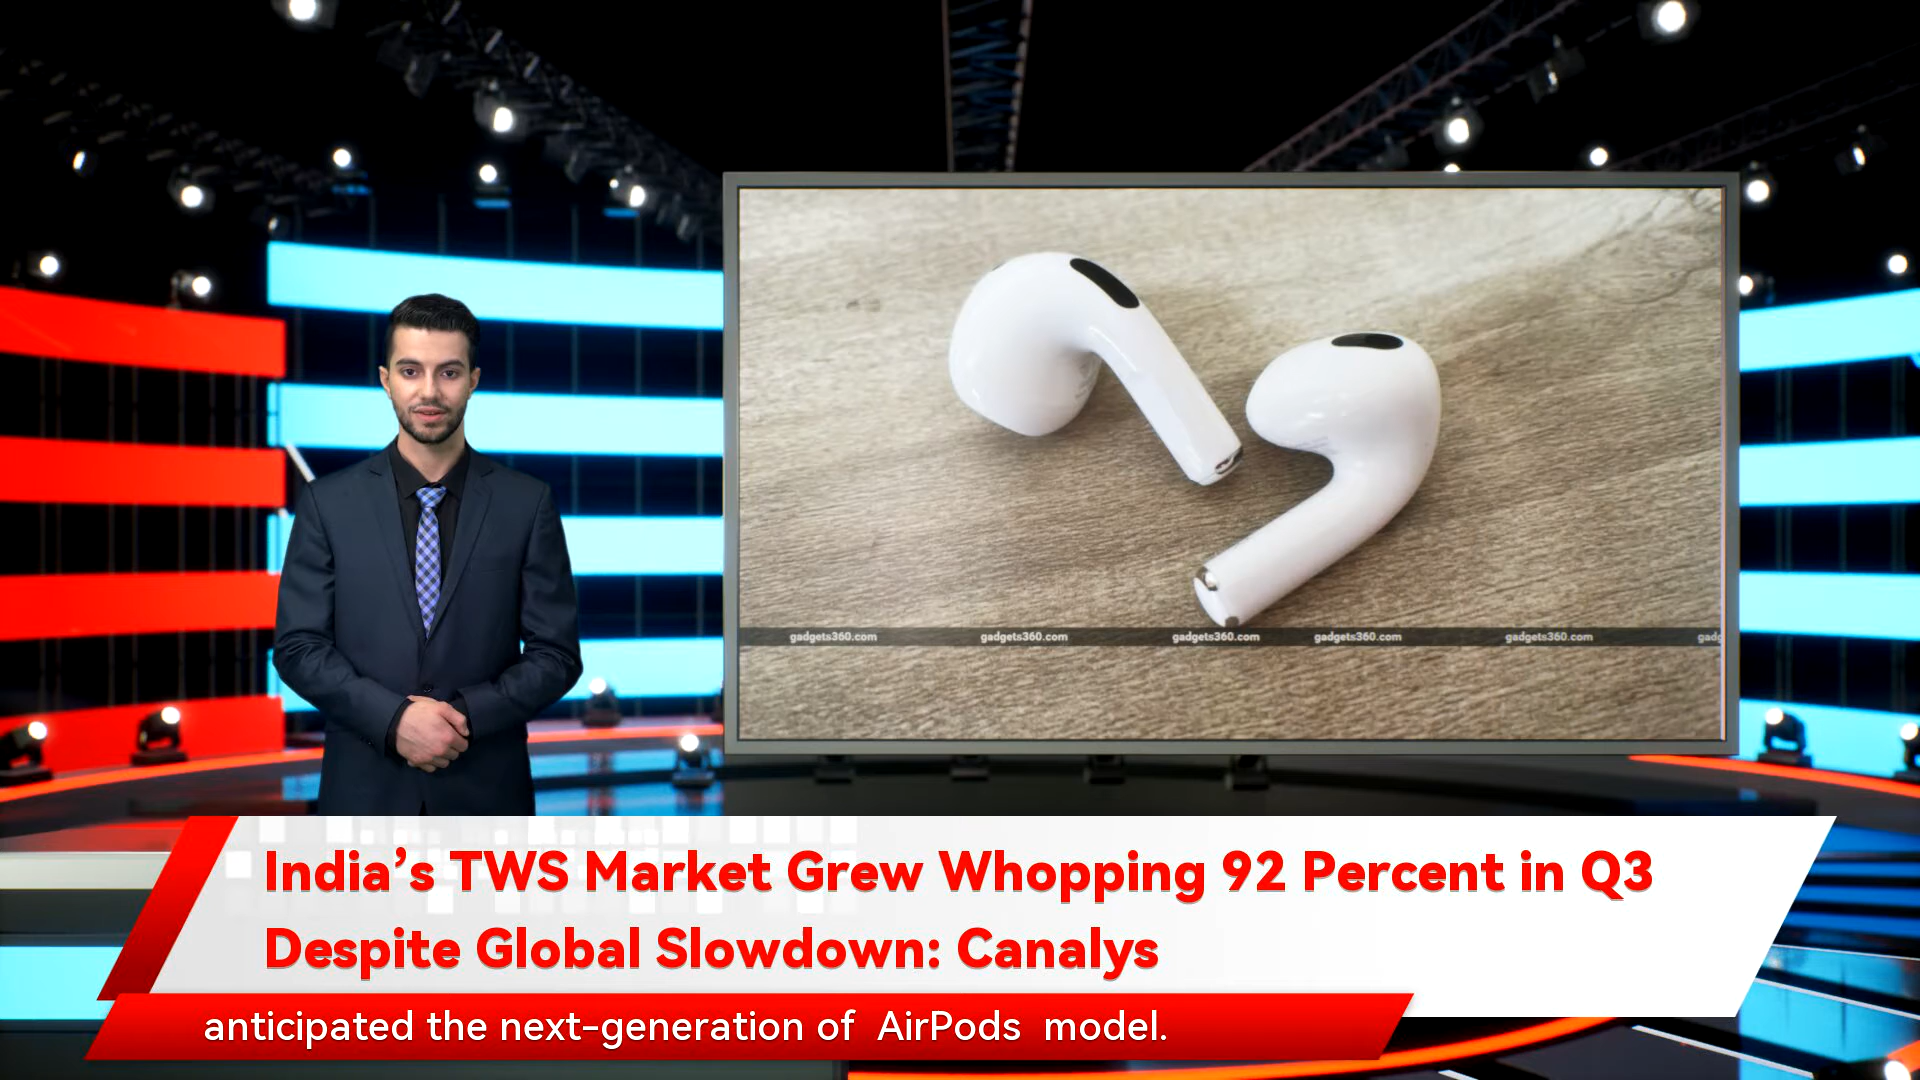 gadgets360.com gadgets360.com gadgets360.com gadgets360.com gadgets360.com gadg
India's TWS Market Grew Whopping 92 Percent in Q3
Despite Global Slowdown: Canalys
anticipated the next-generation of AirPods model.